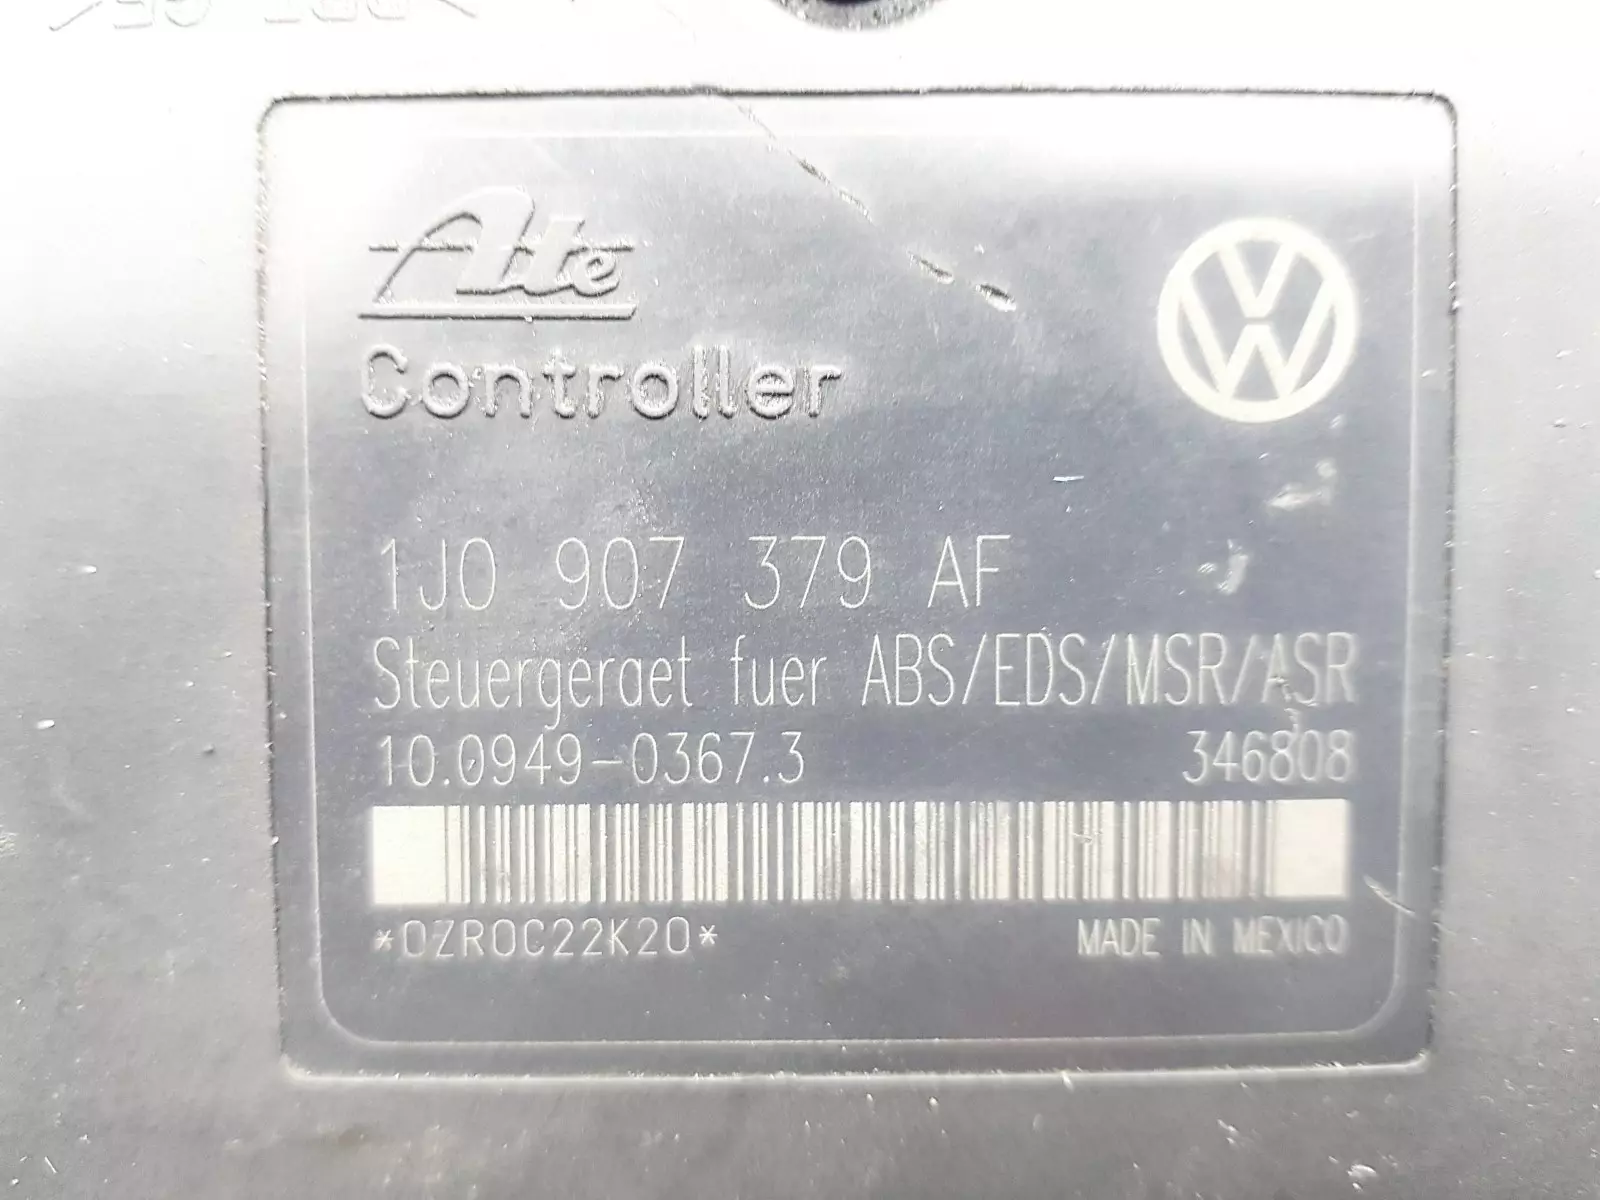 Ate
Controller
1J0 907 379 AF
Steuergeraet fuer ABS/EDS/MSR/ASR
10.0949-0367.3 346808
*0ZR0C22K20*
MADE IN MEXICO